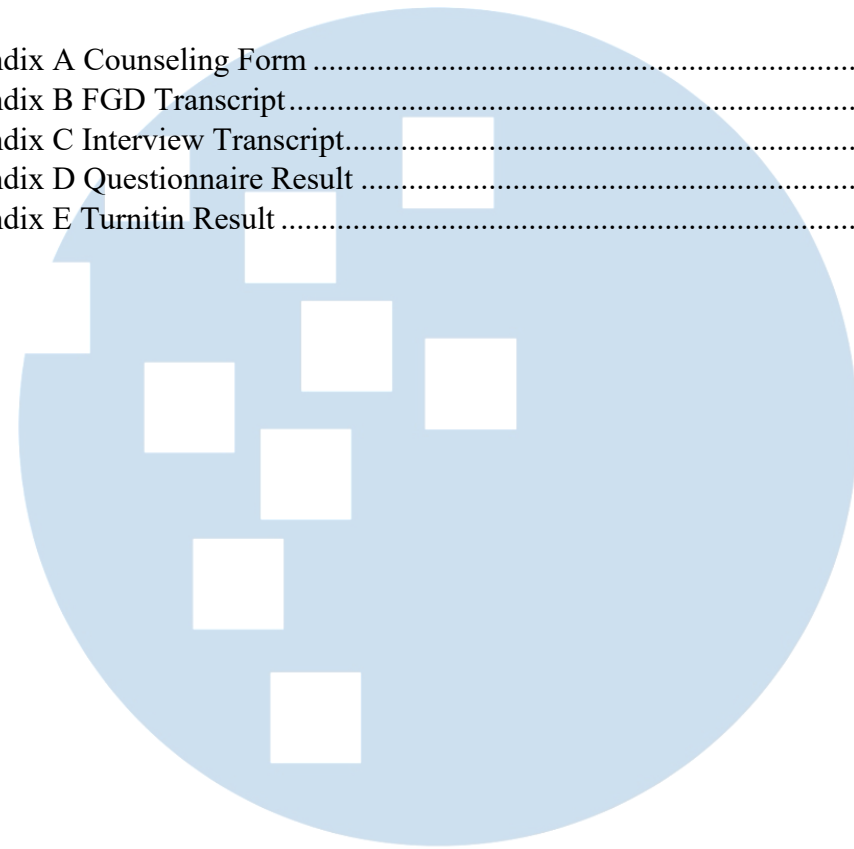 ndix A Counseling Form ........................................................................
ndix B FGD Transcript...........................................................................
ndix C Interview Transcript....................................................................
ndix D Questionnaire Result ..................................................................
ndix E Turnitin Result ............................................................................